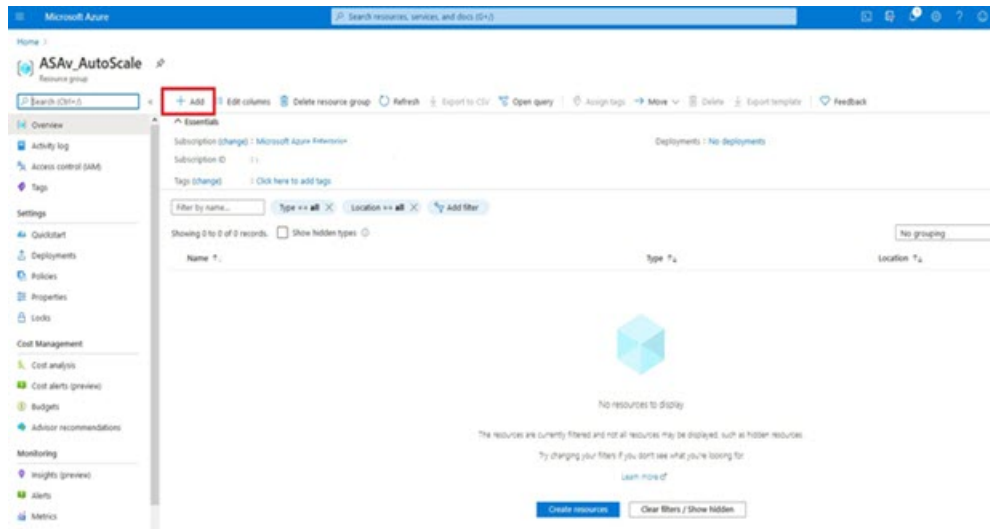 Microsoft Azure
Search resources, services, and docs (G+/)
Home >
ASAv_AutoScale
Resource group
Search (Ctrl+/)
+ Add Edit columns Delete resource group Refresh Export to CSV Open query Assign tags Move Delete Export template Feedback
Overview
Activity log
Access control (IAM)
Tags
Settings
Quickstart
Deployments
Policies
Properties
Locks
Cost Management
Cost analysis
Cost alerts (preview)
Budgets
Advisor recommendations
Monitoring
Insights (preview)
Alerts
Metrics
Essentials
Subscription (change) : Microsoft Azure Enterprise
Deployments : No deployments
Subscription ID :
Tags (change) : Click here to add tags
Filter by name...
Type == all
Location == all
Add filter
Showing 0 to 0 of 0 records.
Show hidden types
No grouping
Name
Type
Location
No resources to display
The resources are currently filtered and not all resources may be displayed, such as hidden resources.
Try changing your filters if you don't see what you're looking for.
Learn more
Create resources
Clear filters / Show hidden